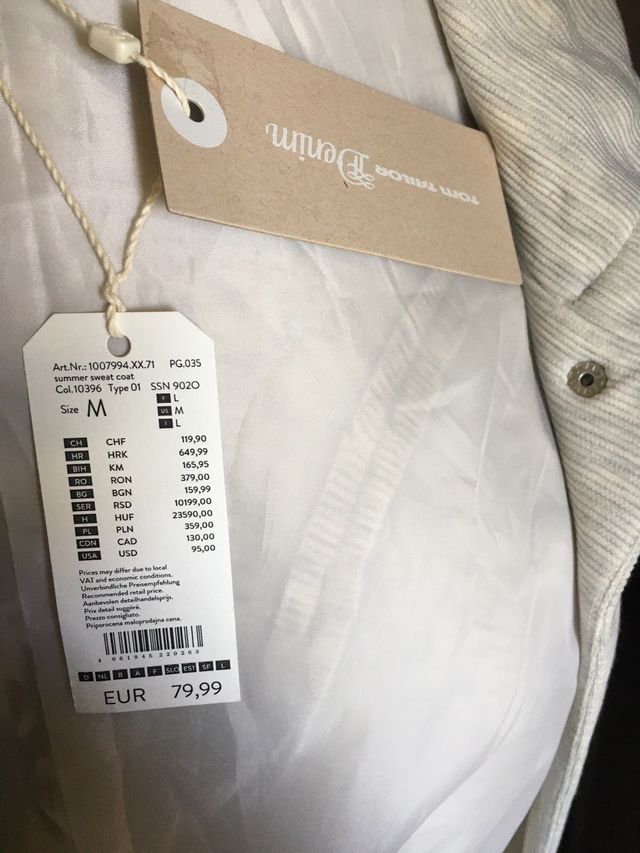 TOM TAILOR
Denim
Art.Nr.: 1007994.XX.71 PG.035
summer sweat coat
Col.10396 Type 01 SSN 902O
Size M
F L
US M
I L
CH CHF 119,90
HR HRK 649,99
BIH KM 165,95
RO RON 379,00
BG BGN 159,99
SER RSD 10199,00
H HUF 23590,00
PL PLN 359,00
CDN CAD 130,00
USA USD 95,00
Prices may differ due to local
VAT and economic conditions.
Unverbindliche Preisempfehlung
Recommended retail price.
Aanbevolen detailhandelsprijs.
Prix detail suggéré.
Prezzo consigliato.
Priporocena maloprodajna cena.
4 061945 220263
D NL B A F SLO EST SF L
EUR 79,99